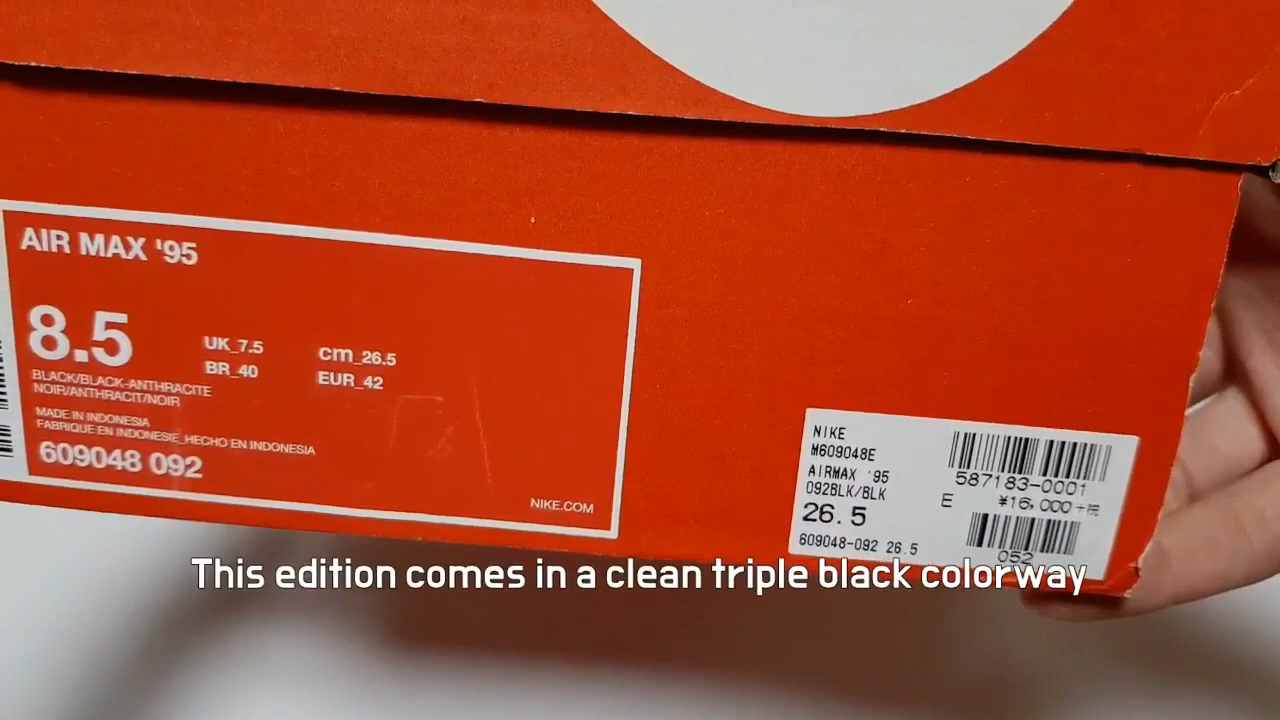 AIR MAX '95
8.5
UK_7.5
cm_26.5
BR_40
EUR_42
BLACK/BLACK-ANTHRACITE
NOIR/ANTHRACIT/NOIR
MADE IN INDONESIA
FABRIQUE EN INDONESIE_HECHO EN INDONESIA
609048 092
NIKE.COM
NIKE
M609048E
AIRMAX '95
092BLK/BLK
26.5
609048-092 26.5
587183-0001
E ¥16,000+税
052
This edition comes in a clean triple black colorway